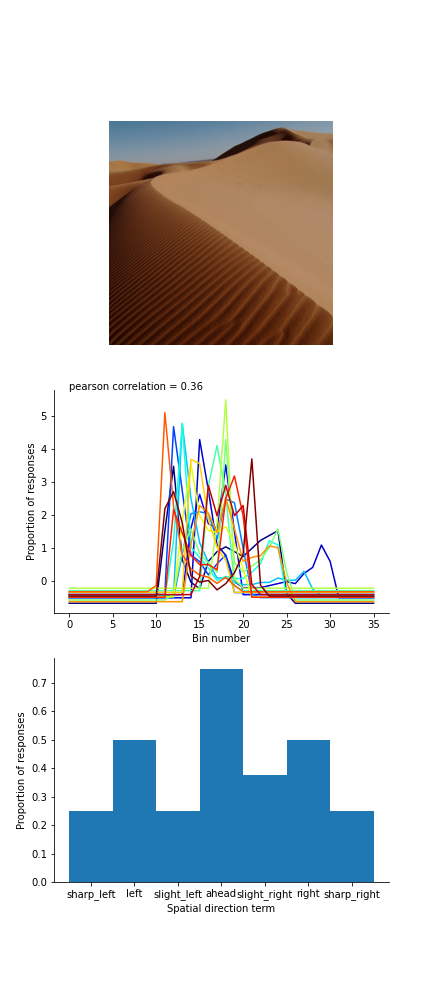 pearson correlation = 0.36
Proportion of responses
5
4
3
2
1
0
0 5 10 15 20 25 30 35
Bin number
Proportion of responses
0.7
0.6
0.5
0.4
0.3
0.2
0.1
0.0
sharp_left left slight_left ahead slight_right right sharp_right
Spatial direction term